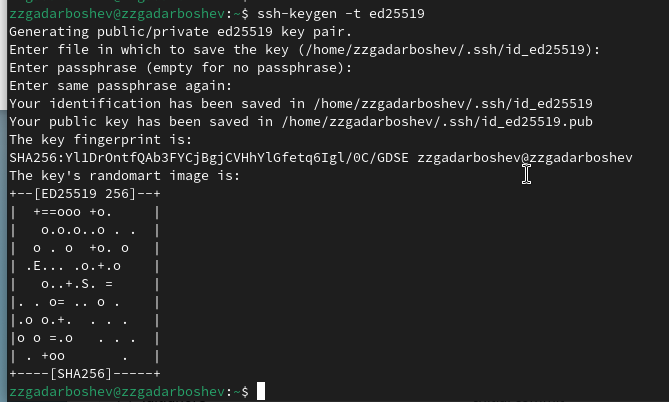 zzgadarboshev@zzgadarboshev:~$ ssh-keygen -t ed25519
Generating public/private ed25519 key pair.
Enter file in which to save the key (/home/zzgadarboshev/.ssh/id_ed25519):
Enter passphrase (empty for no passphrase):
Enter same passphrase again:
Your identification has been saved in /home/zzgadarboshev/.ssh/id_ed25519
Your public key has been saved in /home/zzgadarboshev/.ssh/id_ed25519.pub
The key fingerprint is:
SHA256:Yl1DrOntfQAb3FYCjBgjCVHhYlGfetq6Igl/0C/GDSE zzgadarboshev@zzgadarboshev
The key's randomart image is:
+--[ED25519 256]--+
|  +==ooo +o.     |
|   o.o.o..o . .  |
|  o . o  +o. o   |
| .E... .o.+.o    |
|   o..+.S. =     |
|. . o= .. o .    |
|.o o.+.  . . .   |
|o o =.o   . . .  |
| . +oo       .   |
+----[SHA256]-----+
zzgadarboshev@zzgadarboshev:~$